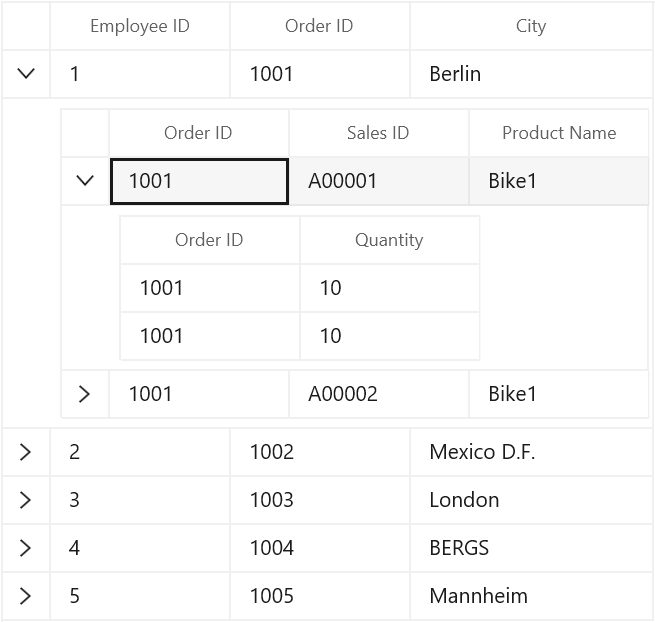 Employee ID Order ID City
1 1001 Berlin
Order ID Sales ID Product Name
1001 A00001 Bike1
Order ID Quantity
1001 10
1001 10
1001 A00002 Bike1
2 1002 Mexico D.F.
3 1003 London
4 1004 BERGS
5 1005 Mannheim